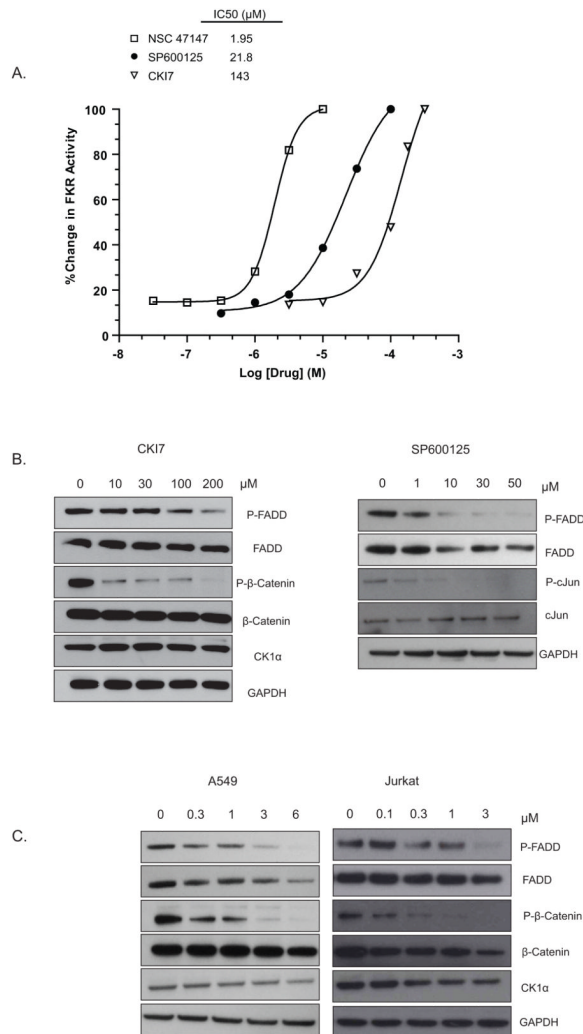 IC50 (µM)
NSC 47147 1.95
SP600125 21.8
CKI7 143
A.
%Change in FKR Activity
100
80
60
40
20
0
-8 -7 -6 -5 -4 -3
Log [Drug] (M)
B.
CKI7
0 10 30 100 200 µM
P-FADD
FADD
P-β-Catenin
β-Catenin
CK1α
GAPDH
SP600125
0 1 10 30 50 µM
P-FADD
FADD
P-cJun
cJun
GAPDH
C.
A549 Jurkat
0 0.3 1 3 6 0 0.1 0.3 1 3 µM
P-FADD
FADD
P-β-Catenin
β-Catenin
CK1α
GAPDH